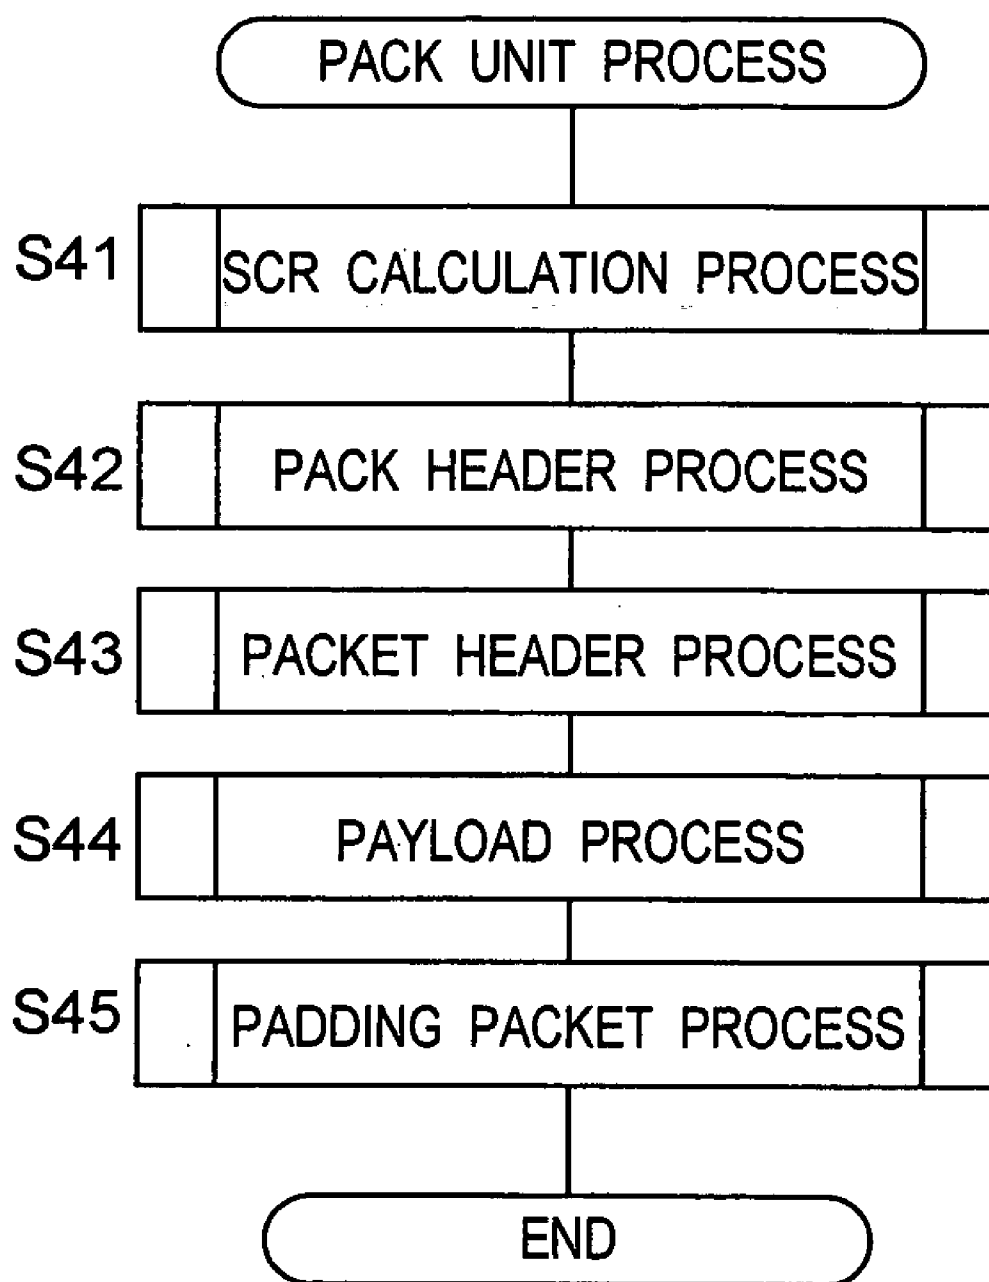 PACK UNIT PROCESS
S41
SCR CALCULATION PROCESS
S42
PACK HEADER PROCESS
S43
PACKET HEADER PROCESS
S44
PAYLOAD PROCESS
S45
PADDING PACKET PROCESS
END